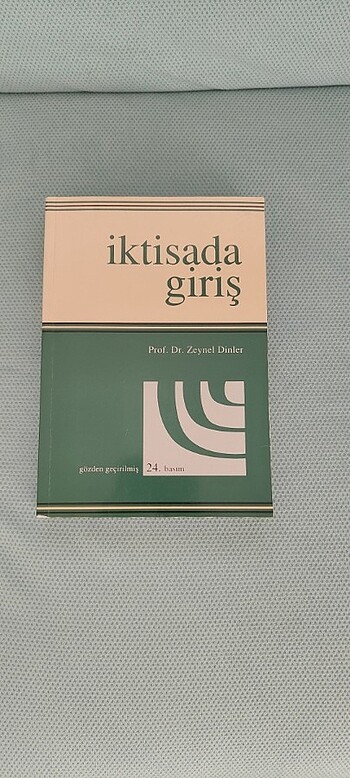 iktisada
giriş
Prof. Dr. Zeynel Dinler
gözden geçirilmiş 24. basım